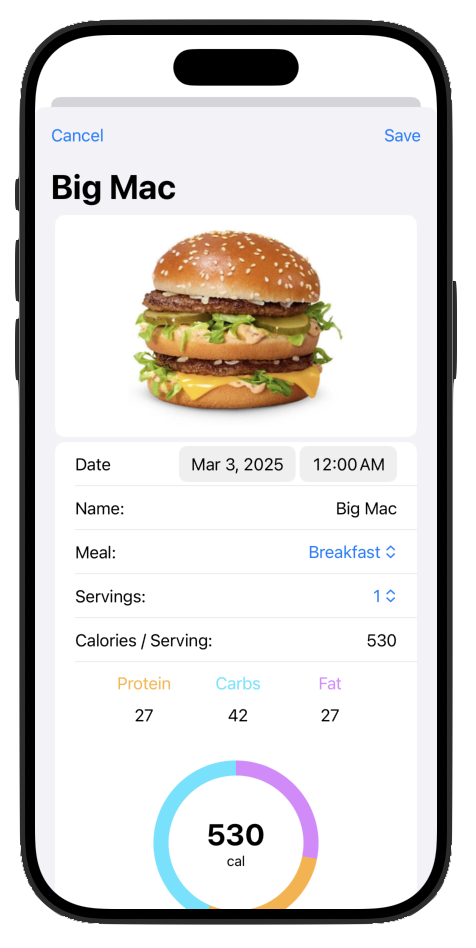 Cancel Save
Big Mac
Date Mar 3, 2025 12:00 AM
Name: Big Mac
Meal: Breakfast
Servings: 1
Calories / Serving: 530
Protein Carbs Fat
27 42 27
530
cal